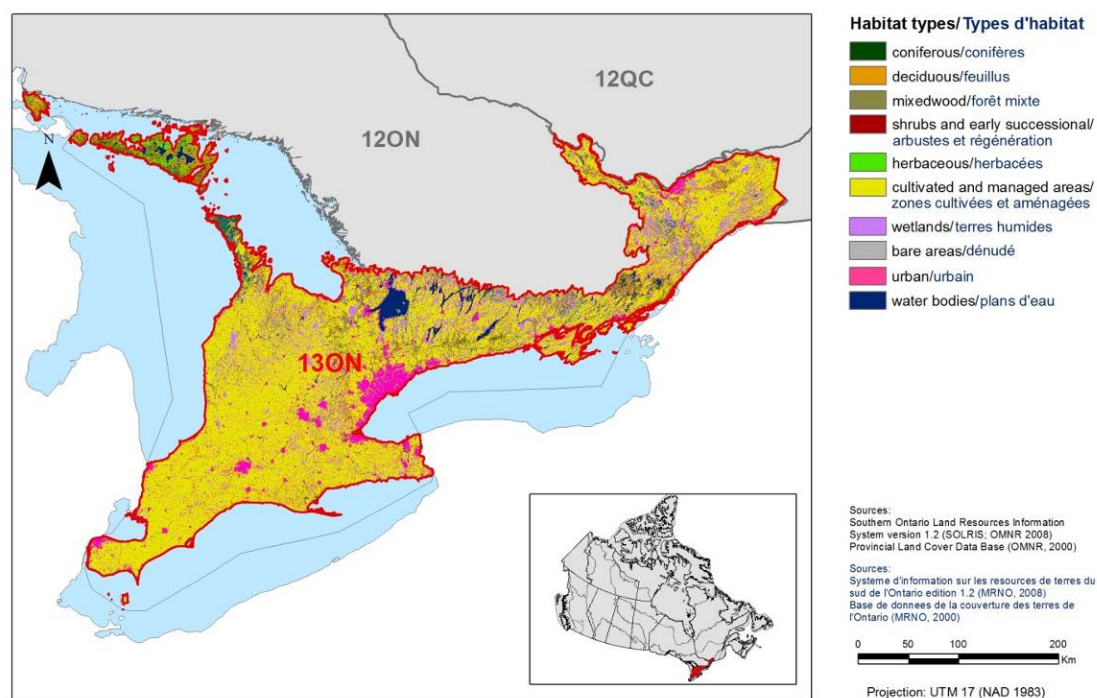 12QC
12ON
N
13ON
Habitat types/Types d'habitat
coniferous/conifères
deciduous/feuillus
mixedwood/forêt mixte
shrubs and early successional/
arbustes et régénération
herbaceous/herbacées
cultivated and managed areas/
zones cultivées et aménagées
wetlands/terres humides
bare areas/dénudé
urban/urbain
water bodies/plans d'eau
Sources:
Southern Ontario Land Resources Information
System version 1.2 (SOLRIS; OMNR 2008)
Provincial Land Cover Data Base (OMNR, 2000)
Sources:
Systeme d'information sur les resources de terres du
sud de l'Ontario edition 1.2 (MRNO, 2008)
Base de donnees de la couverture des terres de
l'Ontario (MRNO, 2000)
0 50 100 200
Km
Projection: UTM 17 (NAD 1983)